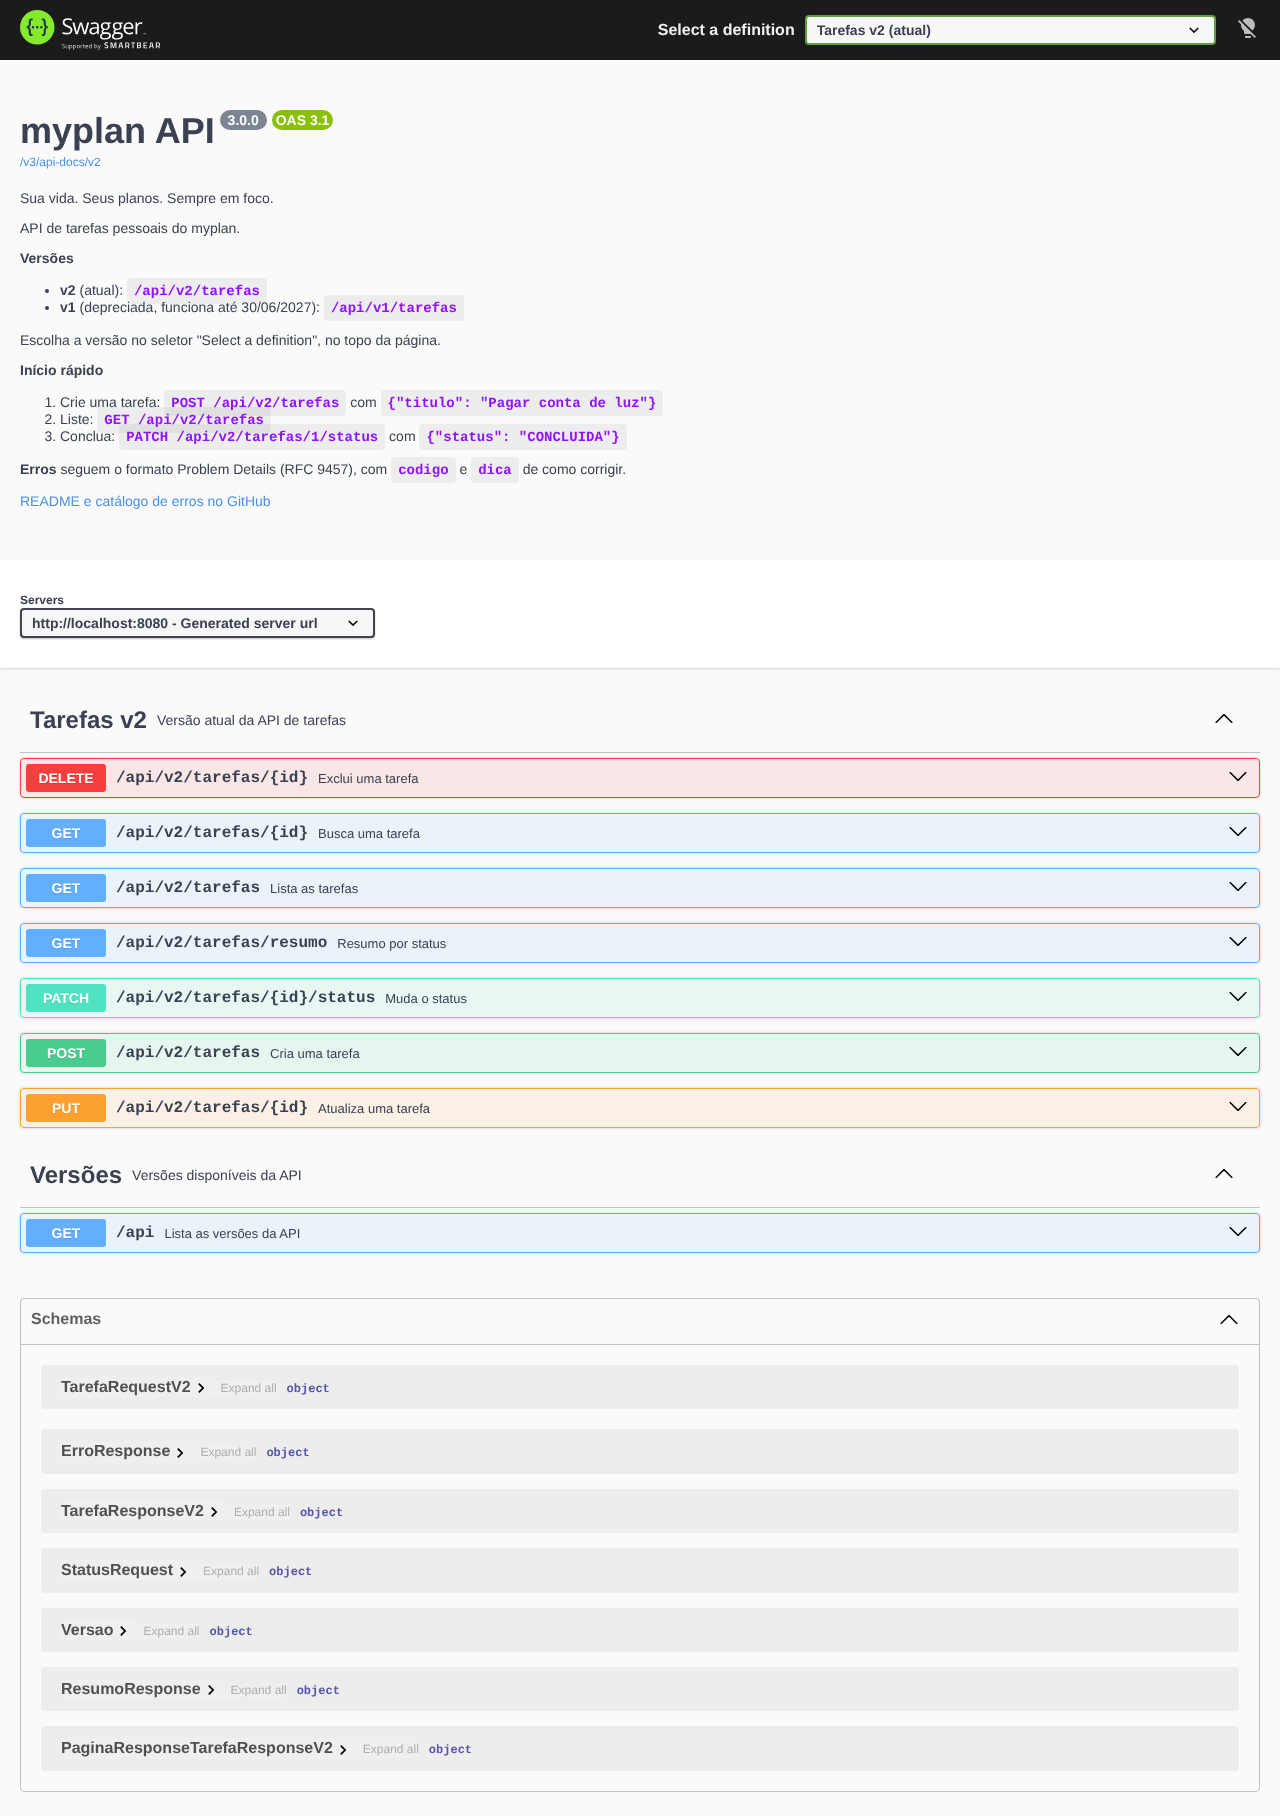 Swagger
Supported by SMARTBEAR
Select a definition
Tarefas v2 (atual)
myplan API 3.0.0 OAS 3.1
/v3/api-docs/v2
Sua vida. Seus planos. Sempre em foco.
API de tarefas pessoais do myplan.
Versões
• v2 (atual): /api/v2/tarefas
• v1 (depreciada, funciona até 30/06/2027): /api/v1/tarefas
Escolha a versão no seletor "Select a definition", no topo da página.
Início rápido
1. Crie uma tarefa: POST /api/v2/tarefas com {"titulo": "Pagar conta de luz"}
2. Liste: GET /api/v2/tarefas
3. Conclua: PATCH /api/v2/tarefas/1/status com {"status": "CONCLUIDA"}
Erros seguem o formato Problem Details (RFC 9457), com codigo e dica de como corrigir.
README e catálogo de erros no GitHub
Servers
http://localhost:8080 - Generated server url
Tarefas v2 Versão atual da API de tarefas
DELETE /api/v2/tarefas/{id} Exclui uma tarefa
GET /api/v2/tarefas/{id} Busca uma tarefa
GET /api/v2/tarefas Lista as tarefas
GET /api/v2/tarefas/resumo Resumo por status
PATCH /api/v2/tarefas/{id}/status Muda o status
POST /api/v2/tarefas Cria uma tarefa
PUT /api/v2/tarefas/{id} Atualiza uma tarefa
Versões Versões disponíveis da API
GET /api Lista as versões da API
Schemas
TarefaRequestV2 Expand all object
ErroResponse Expand all object
TarefaResponseV2 Expand all object
StatusRequest Expand all object
Versao Expand all object
ResumoResponse Expand all object
PaginaResponseTarefaResponseV2 Expand all object